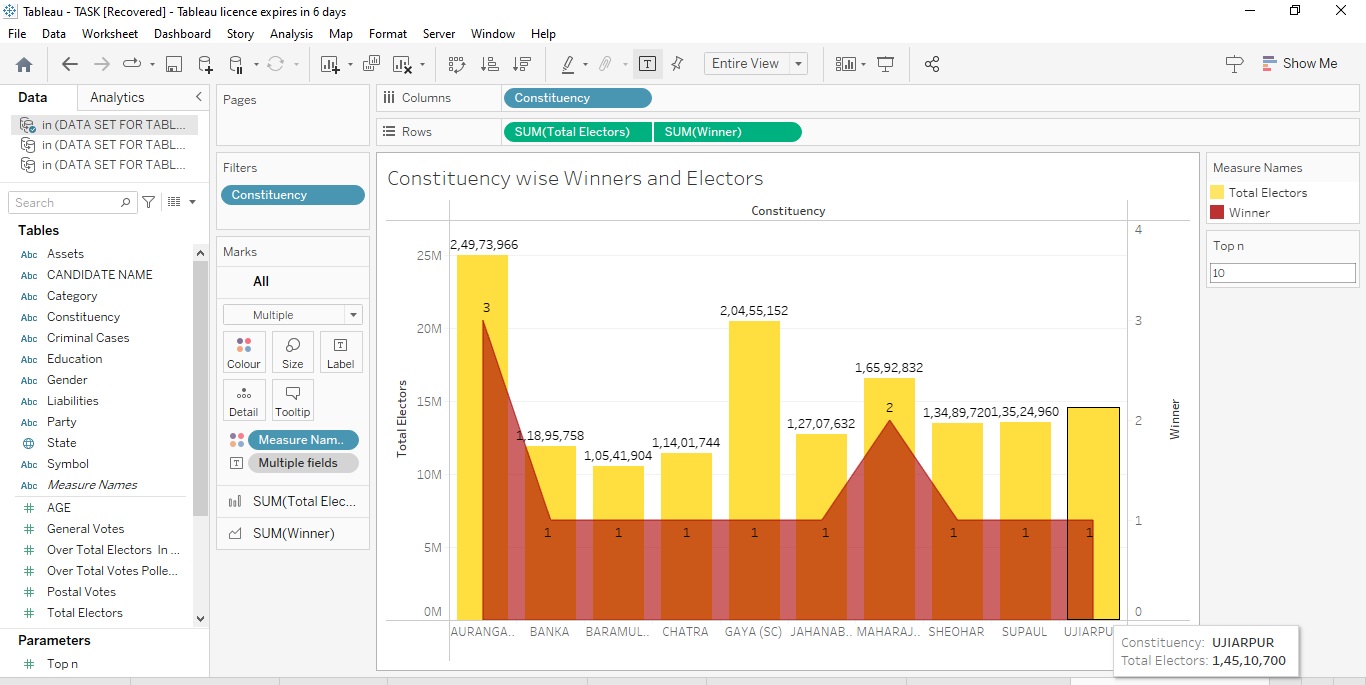 Tableau - TASK [Recovered] - Tableau licence expires in 6 days
File Data Worksheet Dashboard Story Analysis Map Format Server Window Help
Entire View
Show Me
Data Analytics
in (DATA SET FOR TABL...
in (DATA SET FOR TABL...
in (DATA SET FOR TABL...
Search
Tables
Abc Assets
Abc CANDIDATE NAME
Abc Category
Abc Constituency
Abc Criminal Cases
Abc Education
Abc Gender
Abc Liabilities
Abc Party
State
Abc Symbol
Abc Measure Names
# AGE
# General Votes
# Over Total Electors In ...
# Over Total Votes Polle...
# Postal Votes
# Total Electors
Parameters
# Top n
Pages
Filters
Constituency
Marks
All
Multiple
Colour Size Label
Detail Tooltip
Measure Nam..
Multiple fields
SUM(Total Elec...
SUM(Winner)
Columns Constituency
Rows SUM(Total Electors) SUM(Winner)
Constituency wise Winners and Electors
Constituency
Total Electors
25M
20M
15M
10M
5M
0M
2,49,73,966
1,18,95,758
1,05,41,904
1,14,01,744
2,04,55,152
1,27,07,632
1,65,92,832
1,34,89,720
1,35,24,960
3
1
1
1
1
1
2
1
1
1
4
3
2
1
0
Winner
AURANGA.. BANKA BARAMUL.. CHATRA GAYA (SC) JAHANAB.. MAHARAJ.. SHEOHAR SUPAUL UJIARPU
Constituency: UJIARPUR
Total Electors: 1,45,10,700
Measure Names
Total Electors
Winner
Top n
10